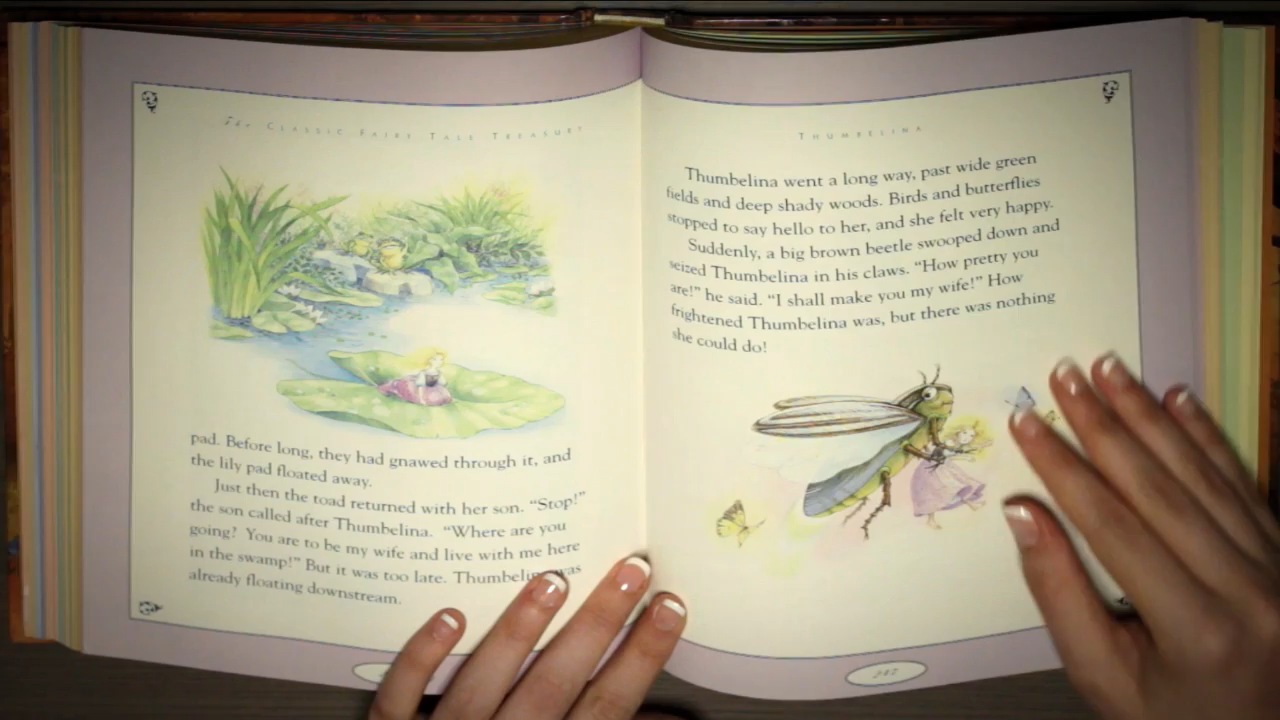 The Classic Fairy Tale Treasury
pad. Before long, they had gnawed through it, and
the lily pad floated away.
Just then the toad returned with her son. “Stop!”
the son called after Thumbelina. “Where are you
going? You are to be my wife and live with me here
in the swamp!” But it was too late. Thumbelina was
already floating downstream.
Thumbelina
Thumbelina went a long way, past wide green
fields and deep shady woods. Birds and butterflies
stopped to say hello to her, and she felt very happy.
Suddenly, a big brown beetle swooped down and
seized Thumbelina in his claws. “How pretty you
are!” he said. “I shall make you my wife!” How
frightened Thumbelina was, but there was nothing
she could do!